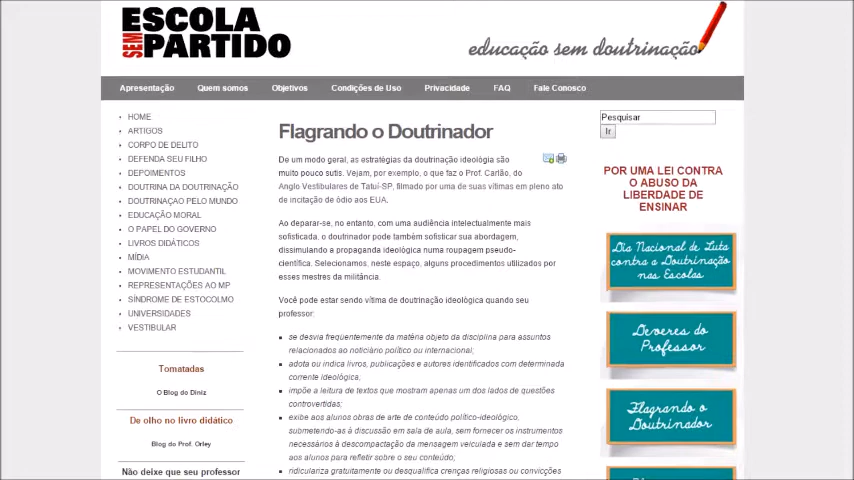 ESCOLA
SEM PARTIDO
educação sem doutrinação
Apresentação Quem somos Objetivos Condições de Uso Privacidade FAQ Fale Conosco
HOME
ARTIGOS
CORPO DE DELITO
DEFENDA SEU FILHO
DEPOIMENTOS
DOUTRINA DA DOUTRINAÇÃO
DOUTRINAÇAO PELO MUNDO
EDUCAÇÃO MORAL
O PAPEL DO GOVERNO
LIVROS DIDÁTICOS
MÍDIA
MOVIMENTO ESTUDANTIL
REPRESENTAÇÕES AO MP
SÍNDROME DE ESTOCOLMO
UNIVERSIDADES
VESTIBULAR
Tomatadas
O Blog do Diniz
De olho no livro didático
Blog do Prof. Orley
Não deixe que seu professor
Flagrando o Doutrinador
De um modo geral, as estratégias da doutrinação ideológia são
muito pouco sutis. Vejam, por exemplo, o que faz o Prof. Carlão, do
Anglo Vestibulares de Tatuí-SP, filmado por uma de suas vítimas em pleno ato
de incitação de ódio aos EUA.
Ao deparar-se, no entanto, com uma audiência intelectualmente mais
sofisticada, o doutrinador pode também sofisticar sua abordagem,
dissimulando a propaganda ideológica numa roupagem pseudo-
científica. Selecionamos, neste espaço, alguns procedimentos utilizados por
esses mestres da militância.
Você pode estar sendo vítima de doutrinação ideológica quando seu
professor:
se desvia freqüentemente da matéria objeto da disciplina para assuntos
relacionados ao noticiário político ou internacional;
adota ou indica livros, publicações e autores identificados com determinada
corrente ideológica;
impõe a leitura de textos que mostram apenas um dos lados de questões
controvertidas;
exibe aos alunos obras de arte de conteúdo político-ideológico,
submetendo-as à discussão em sala de aula, sem fornecer os instrumentos
necessários à descompactação da mensagem veiculada e sem dar tempo
aos alunos para refletir sobre o seu conteúdo;
ridiculariza gratuitamente ou desqualifica crenças religiosas ou convicções
Pesquisar
Ir
POR UMA LEI CONTRA
O ABUSO DA
LIBERDADE DE
ENSINAR
Dia Nacional de Luta
contra a Doutrinação
nas Escolas
Deveres do
Professor
Flagrando o
Doutrinador